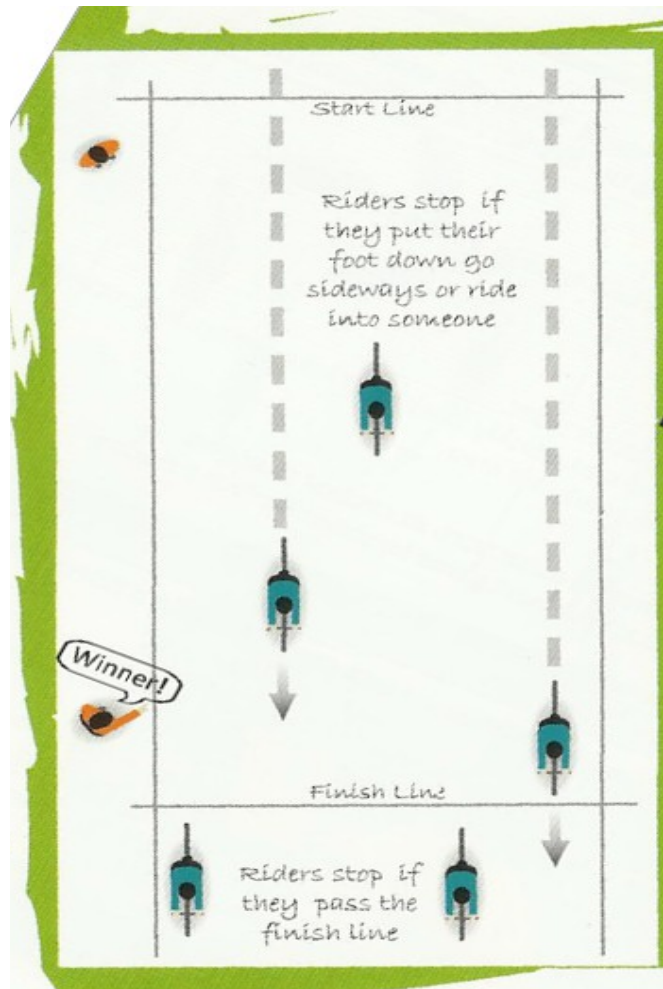 Start Line
Riders stop if
they put their
foot down go
sideways or ride
into someone
Winner!
Finish Line
Riders stop if
they pass the
finish line